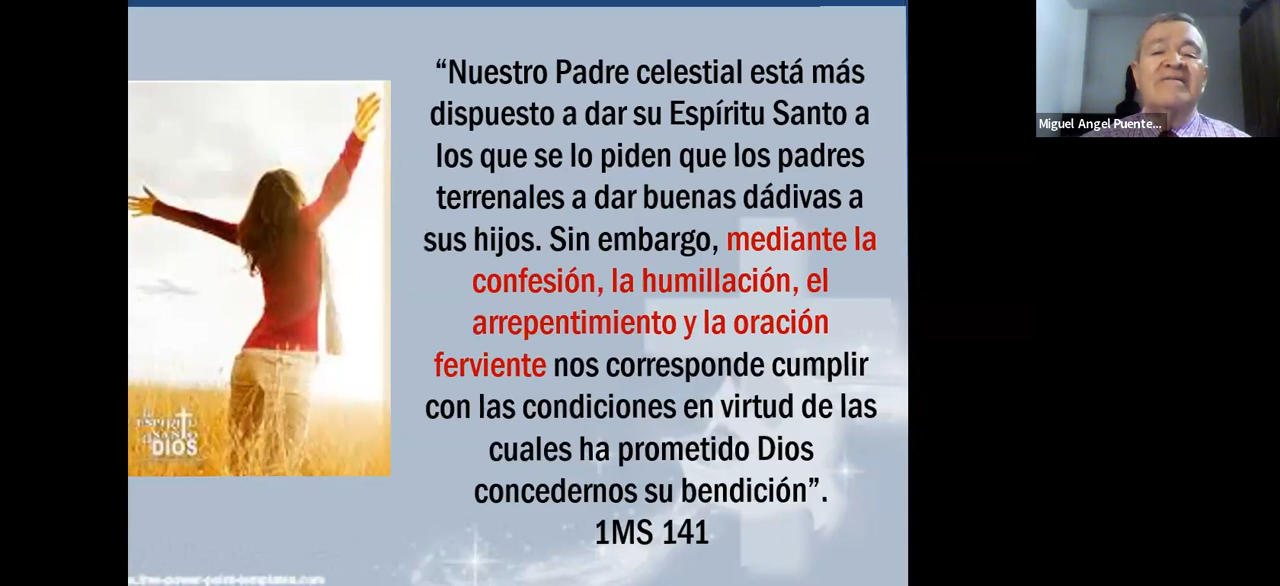 “Nuestro Padre celestial está más
dispuesto a dar su Espíritu Santo a
los que se lo piden que los padres
terrenales a dar buenas dádivas a
sus hijos. Sin embargo, mediante la
confesión, la humillación, el
arrepentimiento y la oración
ferviente nos corresponde cumplir
con las condiciones en virtud de las
cuales ha prometido Dios
concedernos su bendición”.
1MS 141
ESPIRITU
SANTO
DIOS
Miguel Angel Puente...